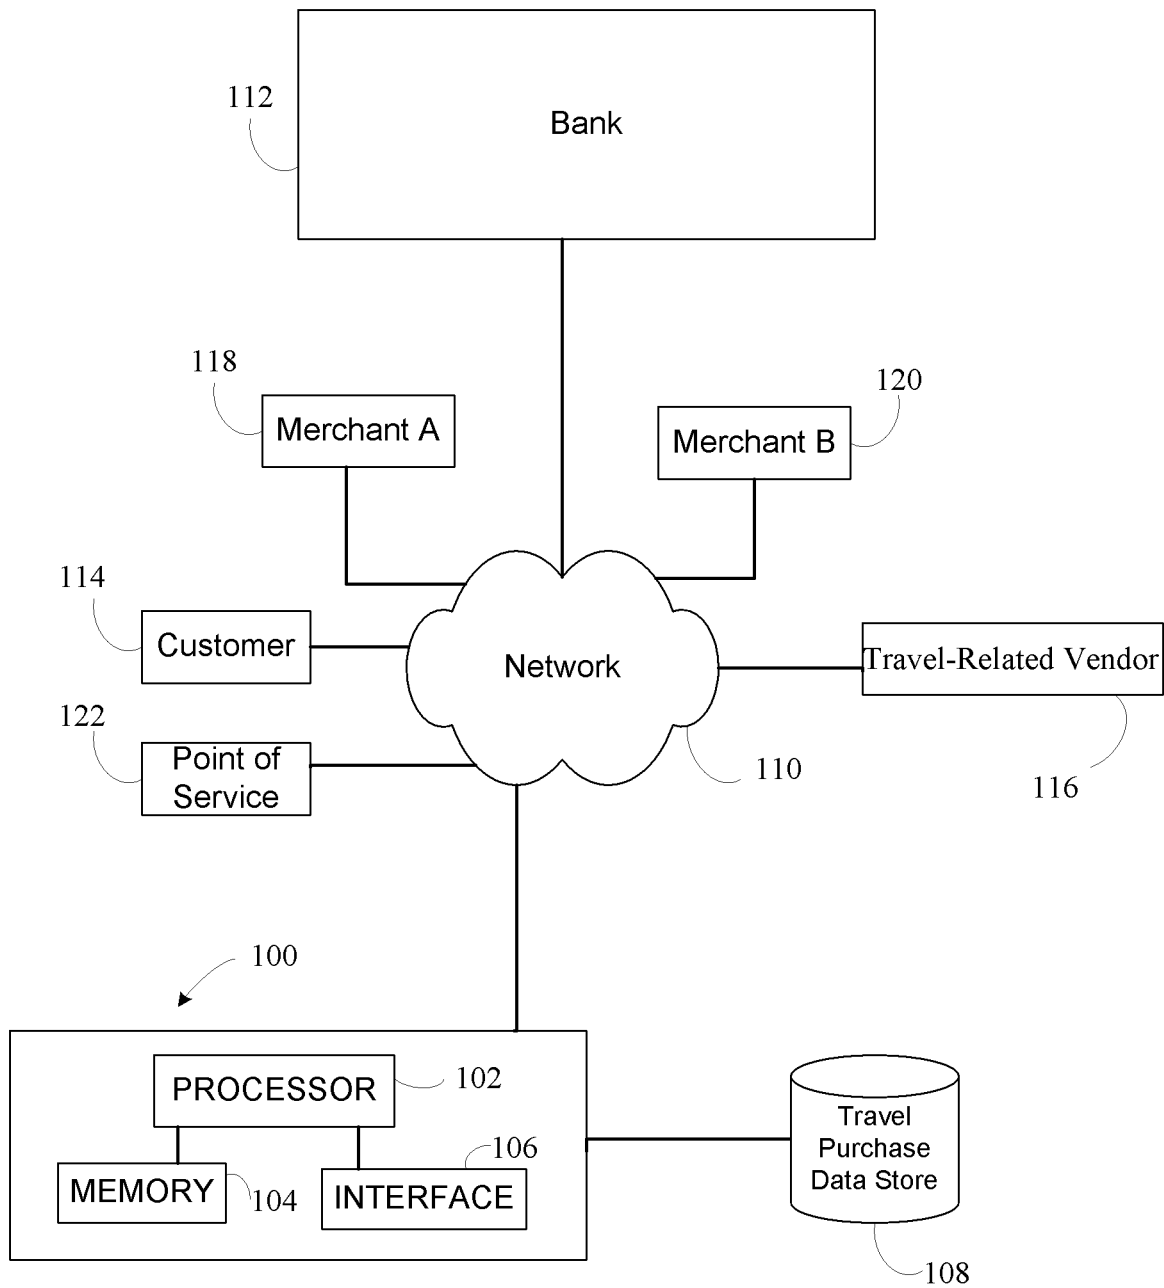 112
Bank
118
Merchant A
120
Merchant B
114
Customer
Network
Travel-Related Vendor
122
Point of
Service
110
116
100
PROCESSOR
102
MEMORY
104
106
INTERFACE
Travel
Purchase
Data Store
108